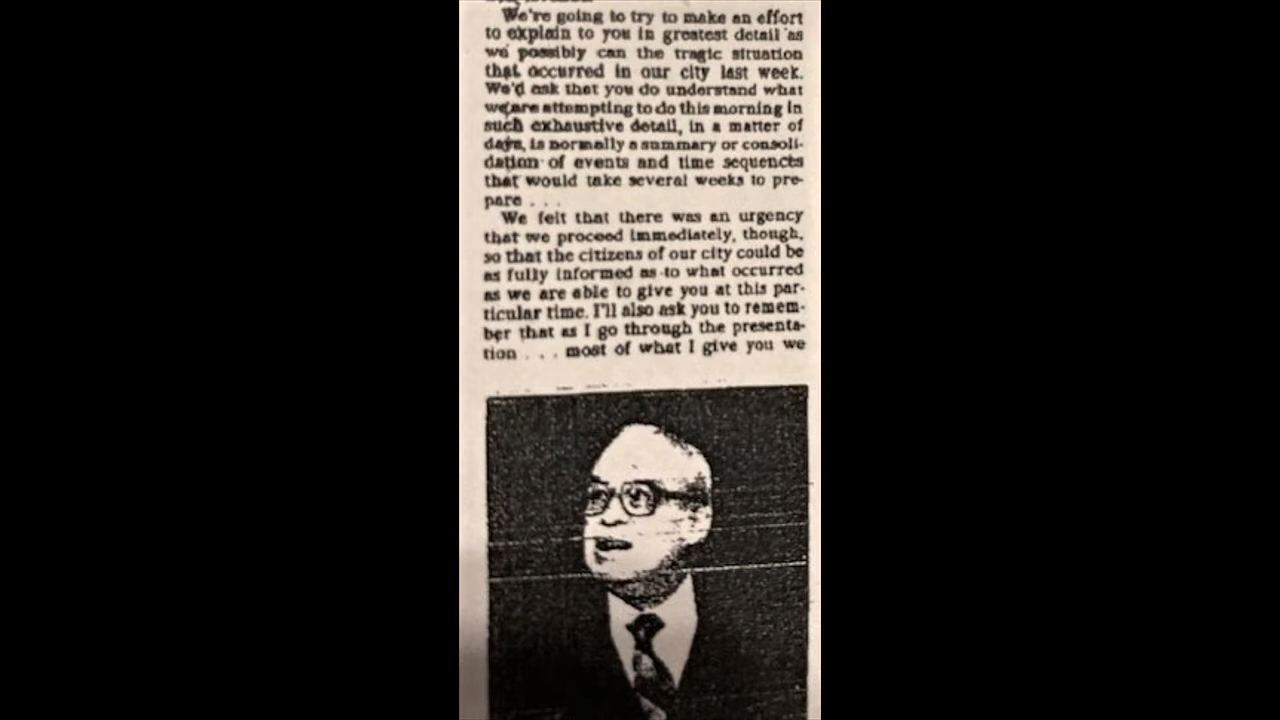 We're going to try to make an effort
to explain to you in greatest detail as
we possibly can the tragic situation
that occurred in our city last week.
We'd ask that you do understand what
we are attempting to do this morning in
such exhaustive detail, in a matter of
days, is normally a summary or consoli-
dation of events and time sequences
that would take several weeks to pre-
pare . . .
We felt that there was an urgency
that we proceed immediately, though,
so that the citizens of our city could be
as fully informed as to what occurred
as we are able to give you at this par-
ticular time. I'll also ask you to remem-
ber that as I go through the presenta-
tion . . . most of what I give you we